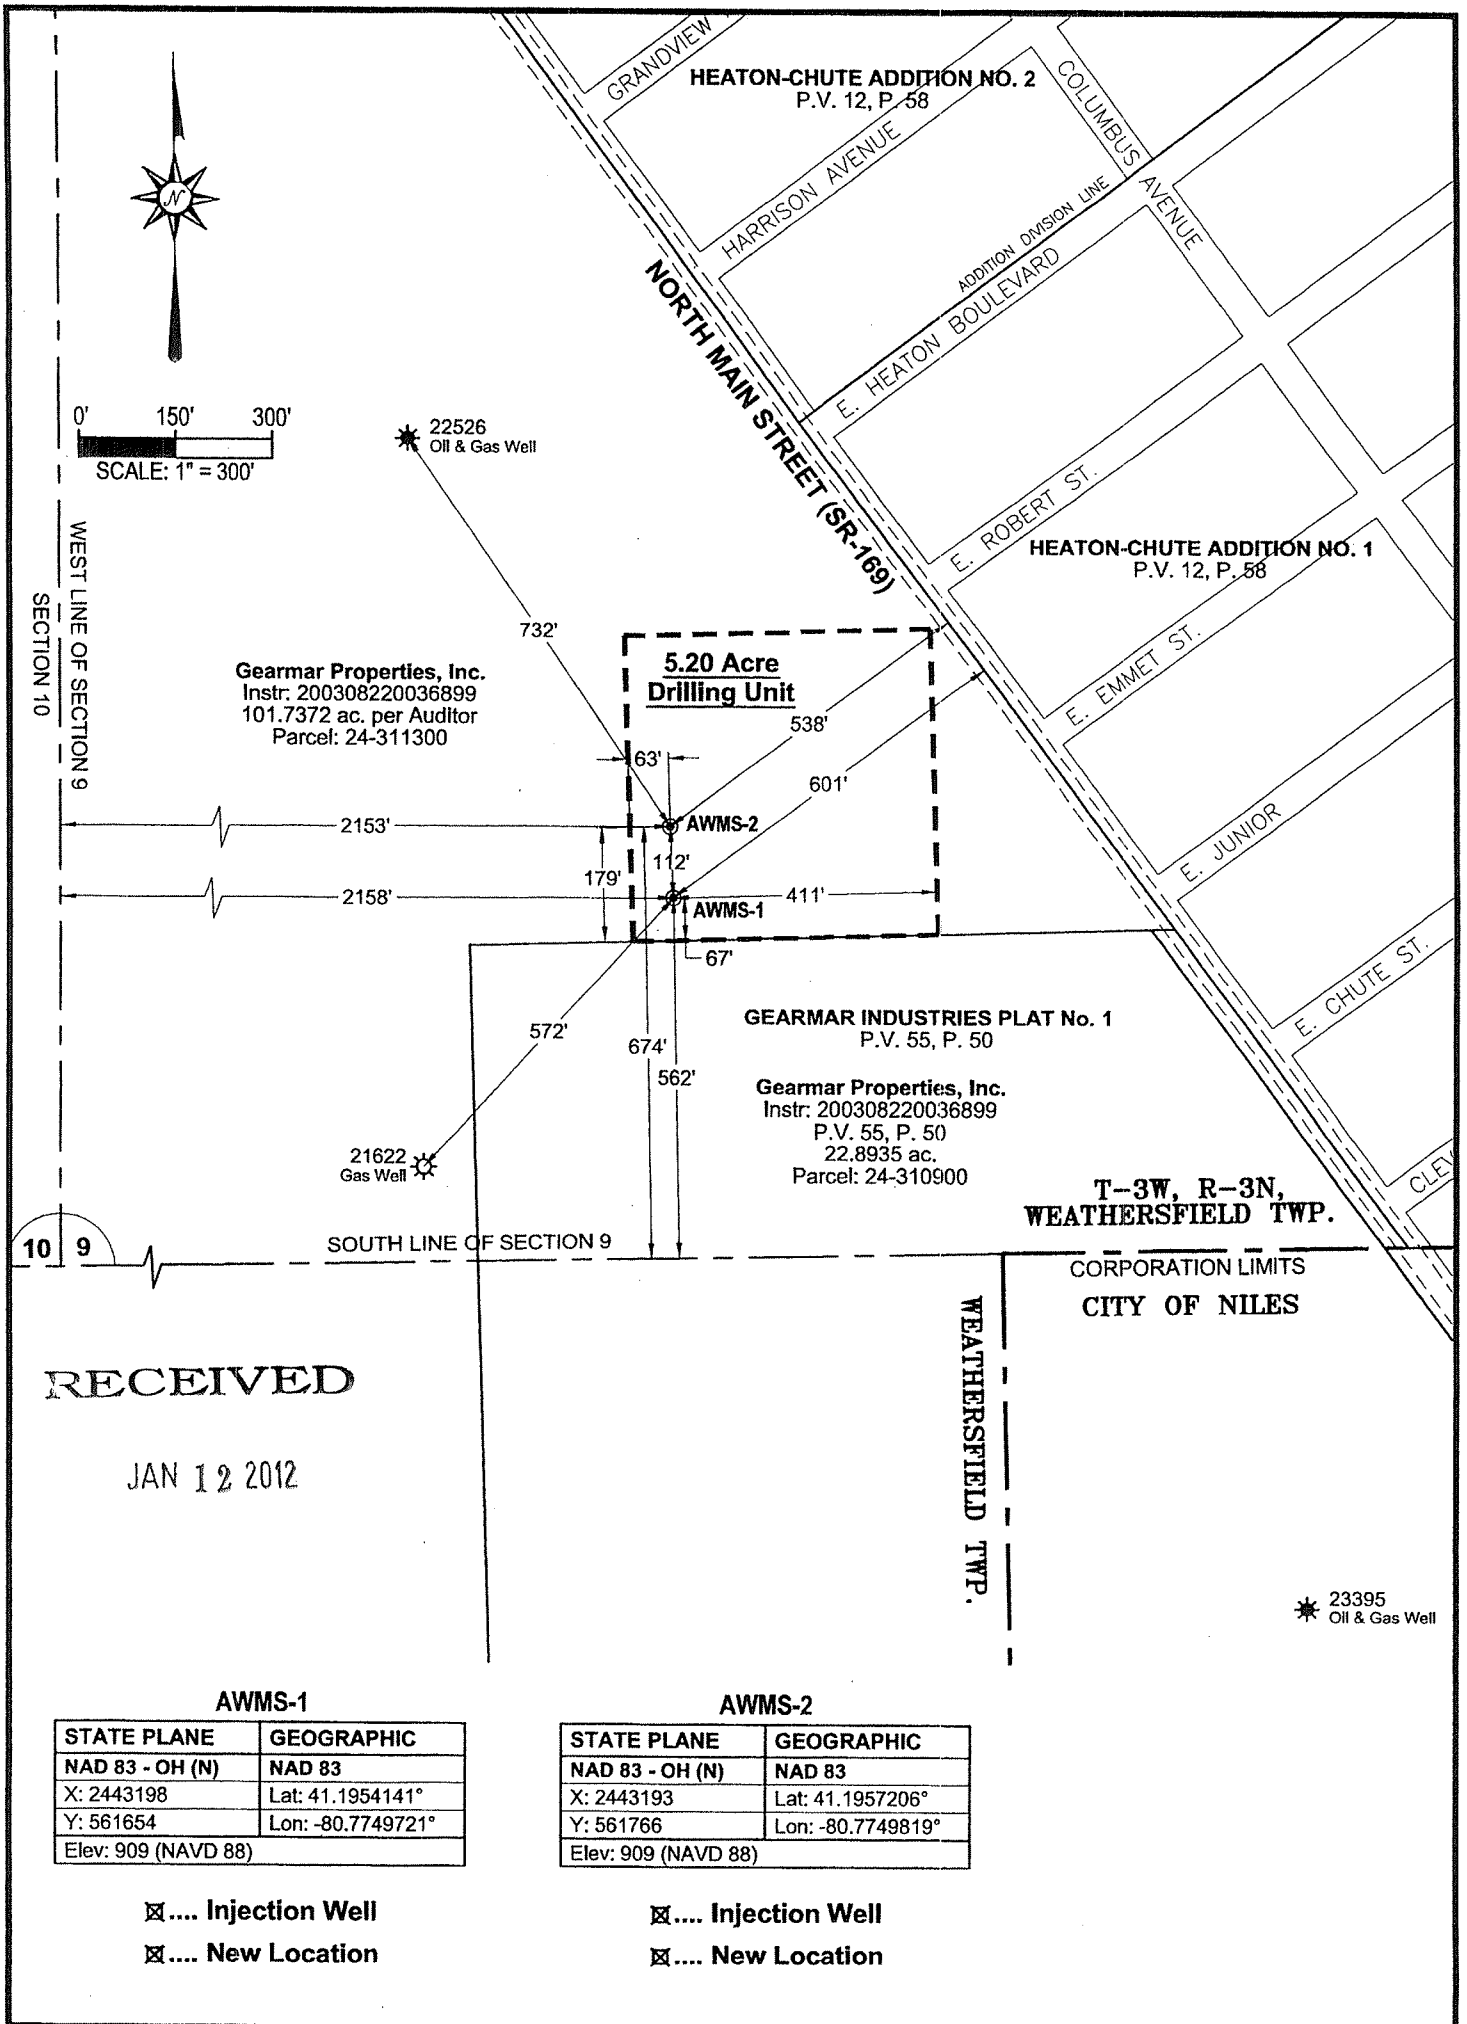 GRANDVIEW
HEATON-CHUTE ADDITION NO. 2
P.V. 12, P. 58
COLUMBUS AVENUE
HARRISON AVENUE
ADDITION DIVISION LINE
E. HEATON BOULEVARD
NORTH MAIN STREET (SR-169)
N
0' 150' 300'
SCALE: 1" = 300'
22526
Oil & Gas Well
E. ROBERT ST.
HEATON-CHUTE ADDITION NO. 1
P.V. 12, P. 58
WEST LINE OF SECTION 9
SECTION 10
732'
E. EMMET ST.
Gearmar Properties, Inc.
Instr: 200308220036899
101.7372 ac. per Auditor
Parcel: 24-311300
5.20 Acre
Drilling Unit
538'
63'
601'
2153'
AWMS-2
112'
179'
E. JUNIOR
2158'
411'
AWMS-1
67'
E. CHUTE ST.
GEARMAR INDUSTRIES PLAT No. 1
P.V. 55, P. 50
572'
674'
562'
Gearmar Properties, Inc.
Instr: 200308220036899
P.V. 55, P. 50
22.8935 ac.
Parcel: 24-310900
21622
Gas Well
CLEV
T-3W, R-3N,
WEATHERSFIELD TWP.
10 9
SOUTH LINE OF SECTION 9
CORPORATION LIMITS
CITY OF NILES
WEATHERSFIELD TWP.
RECEIVED
JAN 12 2012
23395
Oil & Gas Well
AWMS-1
STATE PLANE GEOGRAPHIC
NAD 83 - OH (N) NAD 83
X: 2443198 Lat: 41.1954141°
Y: 561654 Lon: -80.7749721°
Elev: 909 (NAVD 88)
☒.... Injection Well
☒.... New Location
AWMS-2
STATE PLANE GEOGRAPHIC
NAD 83 - OH (N) NAD 83
X: 2443193 Lat: 41.1957206°
Y: 561766 Lon: -80.7749819°
Elev: 909 (NAVD 88)
☒.... Injection Well
☒.... New Location